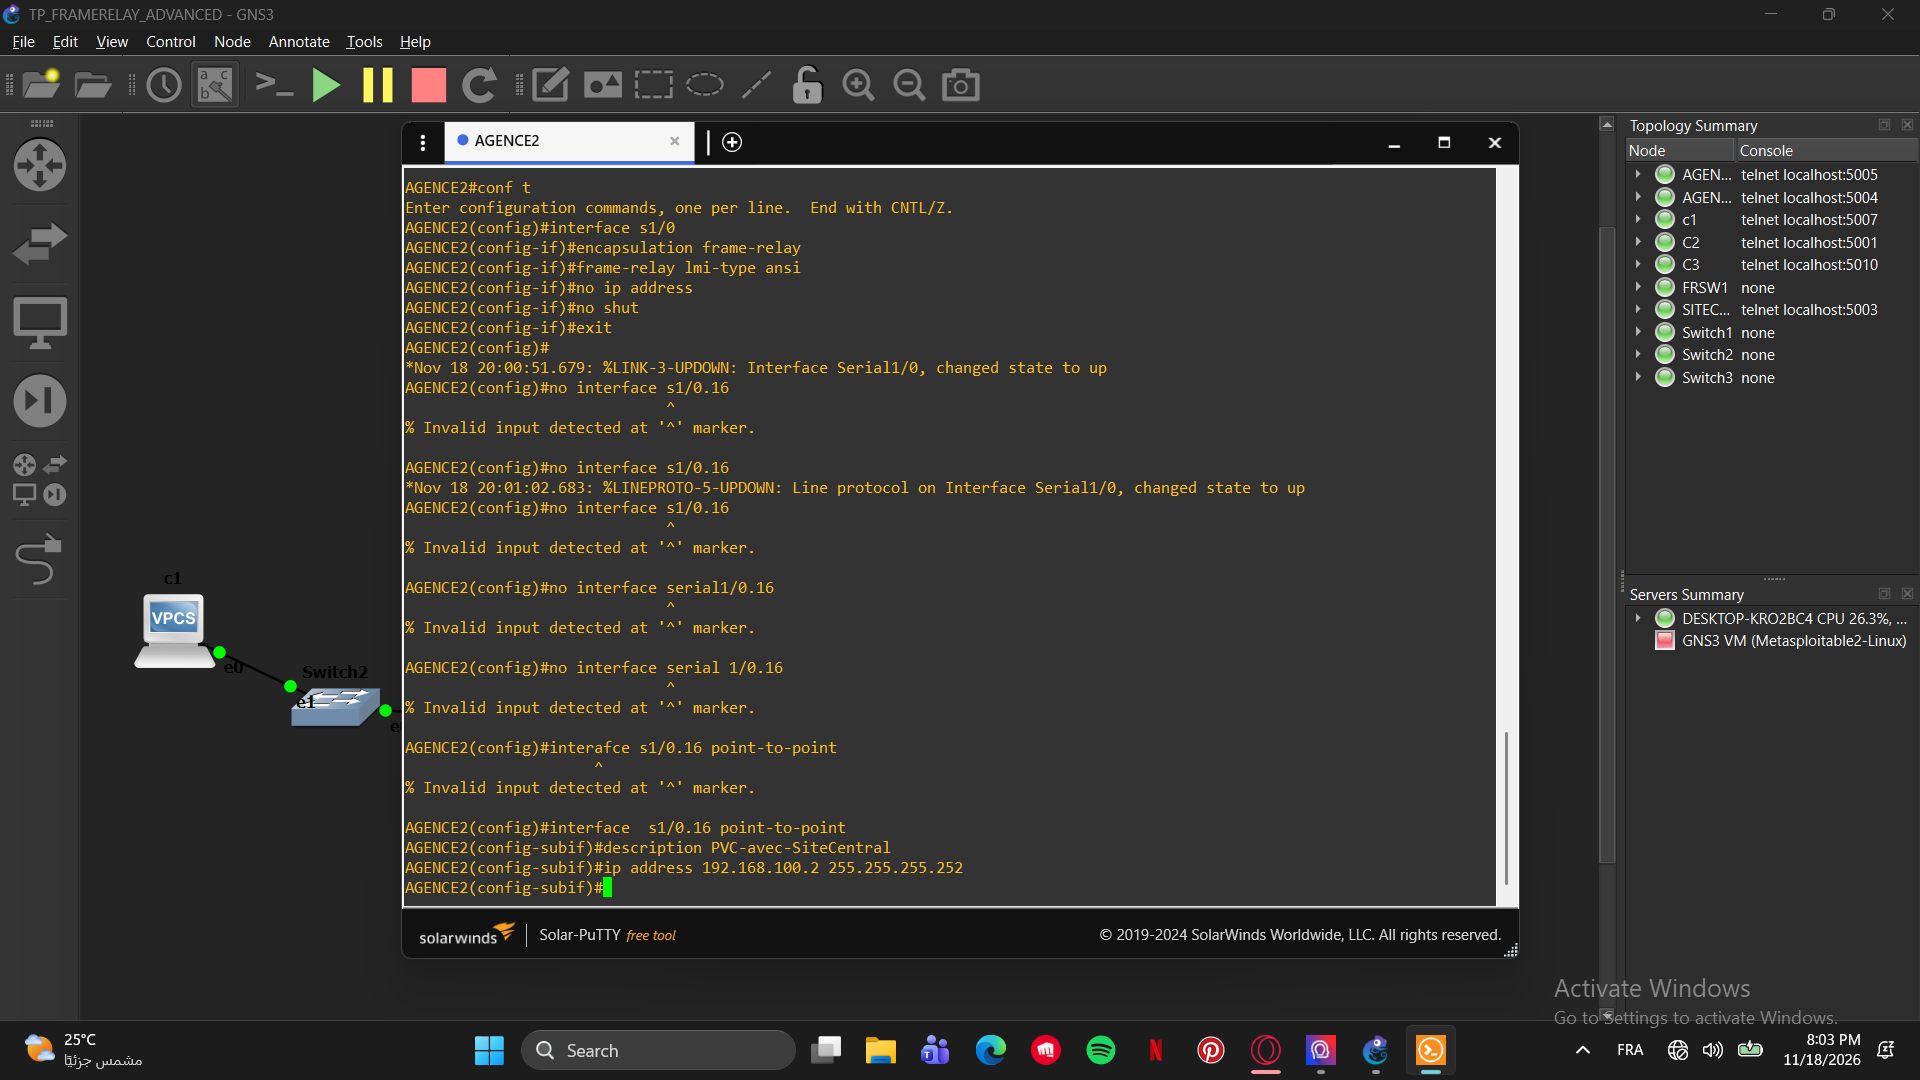 TP_FRAMERELAY_ADVANCED - GNS3
File Edit View Control Node Annotate Tools Help
AGENCE2
AGENCE2#conf t
Enter configuration commands, one per line.  End with CNTL/Z.
AGENCE2(config)#interface s1/0
AGENCE2(config-if)#encapsulation frame-relay
AGENCE2(config-if)#frame-relay lmi-type ansi
AGENCE2(config-if)#no ip address
AGENCE2(config-if)#no shut
AGENCE2(config-if)#exit
AGENCE2(config)#
*Nov 18 20:00:51.679: %LINK-3-UPDOWN: Interface Serial1/0, changed state to up
AGENCE2(config)#no interface s1/0.16
^
% Invalid input detected at '^' marker.
AGENCE2(config)#no interface s1/0.16
*Nov 18 20:01:02.683: %LINEPROTO-5-UPDOWN: Line protocol on Interface Serial1/0, changed state to up
AGENCE2(config)#no interface s1/0.16
^
% Invalid input detected at '^' marker.
AGENCE2(config)#no interface serial1/0.16
^
% Invalid input detected at '^' marker.
AGENCE2(config)#no interface serial 1/0.16
^
% Invalid input detected at '^' marker.
AGENCE2(config)#interafce s1/0.16 point-to-point
^
% Invalid input detected at '^' marker.
AGENCE2(config)#interface  s1/0.16 point-to-point
AGENCE2(config-subif)#description PVC-avec-SiteCentral
AGENCE2(config-subif)#ip address 192.168.100.2 255.255.255.252
AGENCE2(config-subif)#
solarwinds Solar-PuTTY free tool © 2019-2024 SolarWinds Worldwide, LLC. All rights reserved.
c1
VPCS
e0
Switch2
e1
e
Topology Summary
Node Console
AGEN... telnet localhost:5005
AGEN... telnet localhost:5004
c1 telnet localhost:5007
C2 telnet localhost:5001
C3 telnet localhost:5010
FRSW1 none
SITEC... telnet localhost:5003
Switch1 none
Switch2 none
Switch3 none
Servers Summary
DESKTOP-KRO2BC4 CPU 26.3%, ...
GNS3 VM (Metasploitable2-Linux)
Activate Windows
Go to Settings to activate Windows.
25°C
مشمس جزئيًا
Search
FRA
8:03 PM
11/18/2026